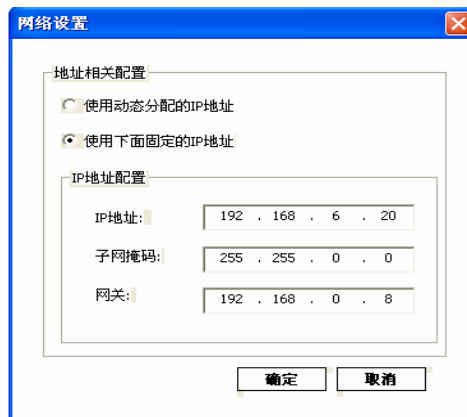 网络设置
地址相关配置
使用动态分配的IP地址
使用下面固定的IP地址
IP地址配置
IP地址: 192 . 168 . 6 . 20
子网掩码: 255 . 255 . 0 . 0
网关: 192 . 168 . 0 . 8
确定 取消